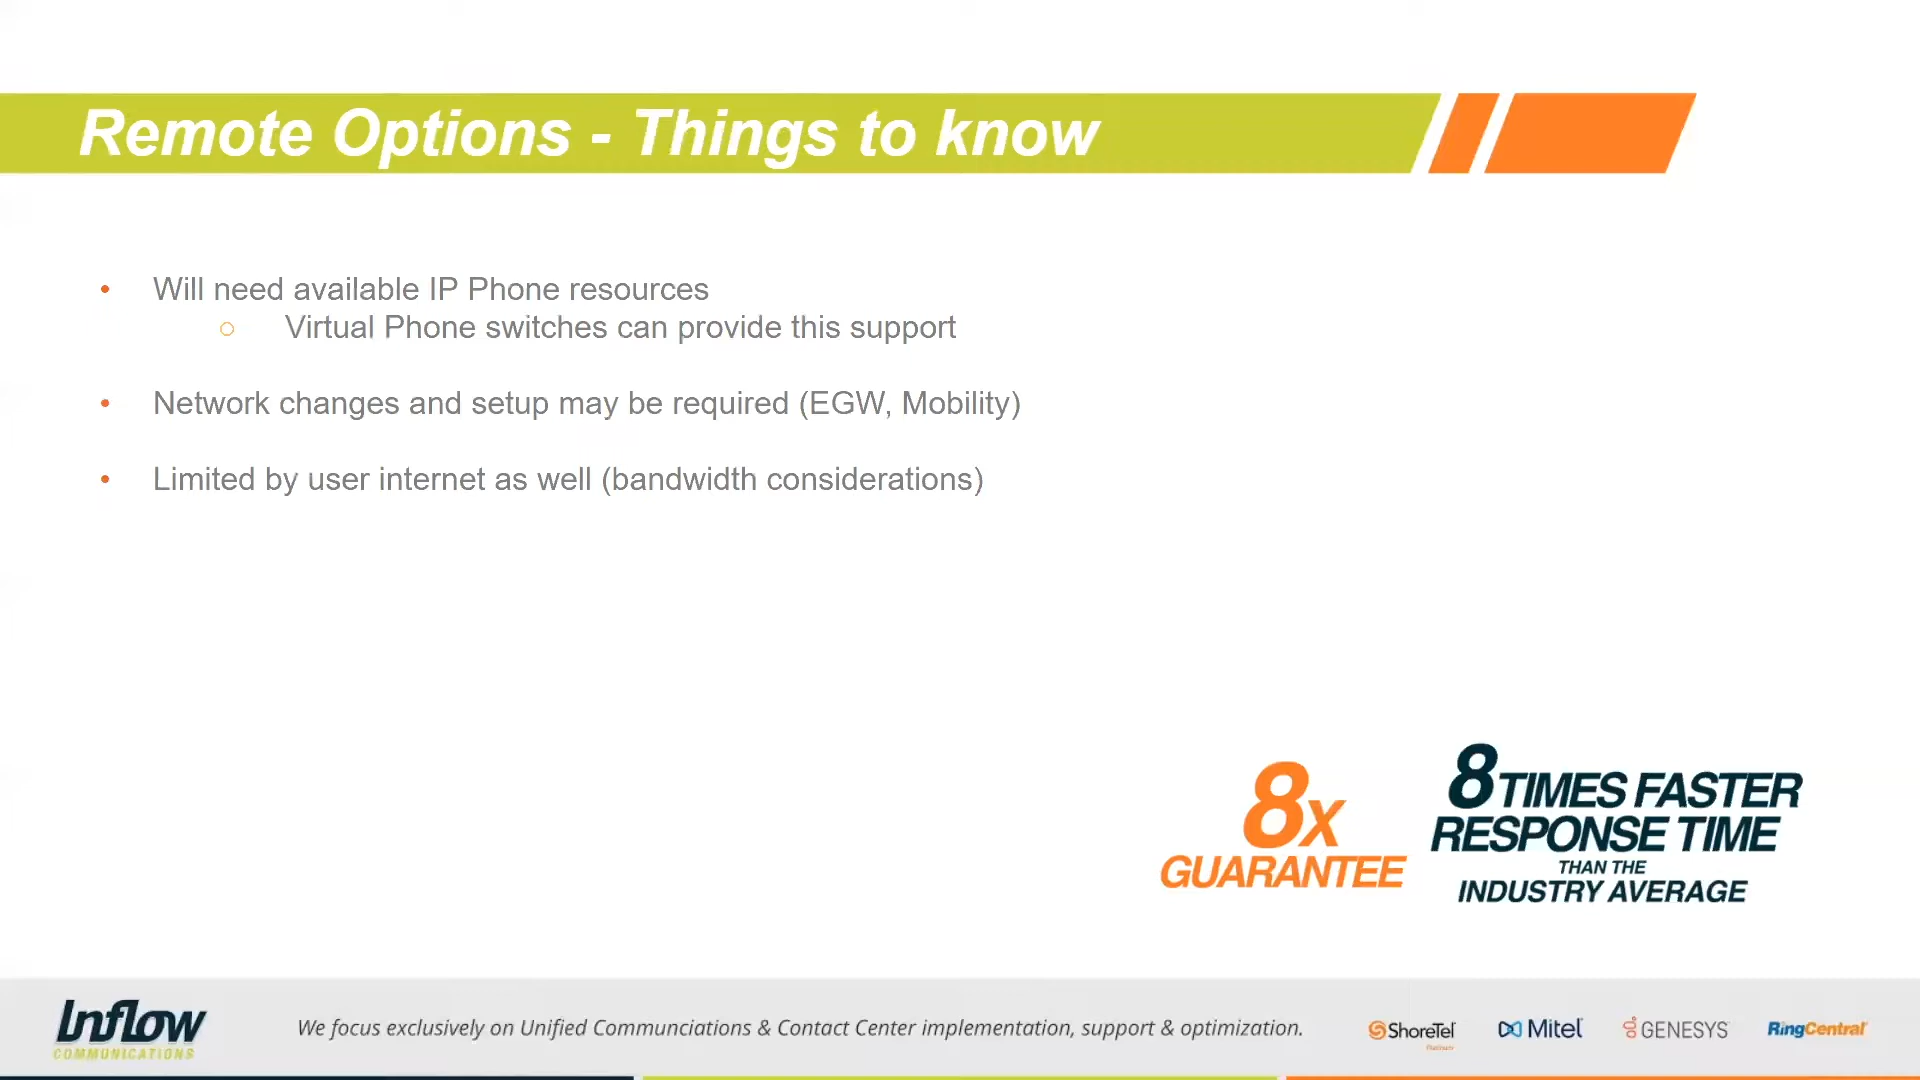 Remote Options - Things to know
• Will need available IP Phone resources
○ Virtual Phone switches can provide this support
• Network changes and setup may be required (EGW, Mobility)
• Limited by user internet as well (bandwidth considerations)
8x
GUARANTEE
8 TIMES FASTER
RESPONSE TIME
THAN THE
INDUSTRY AVERAGE
Inflow
COMMUNICATIONS
We focus exclusively on Unified Communciations & Contact Center implementation, support & optimization.
ShoreTel
Platinum
Mitel
GENESYS
RingCentral